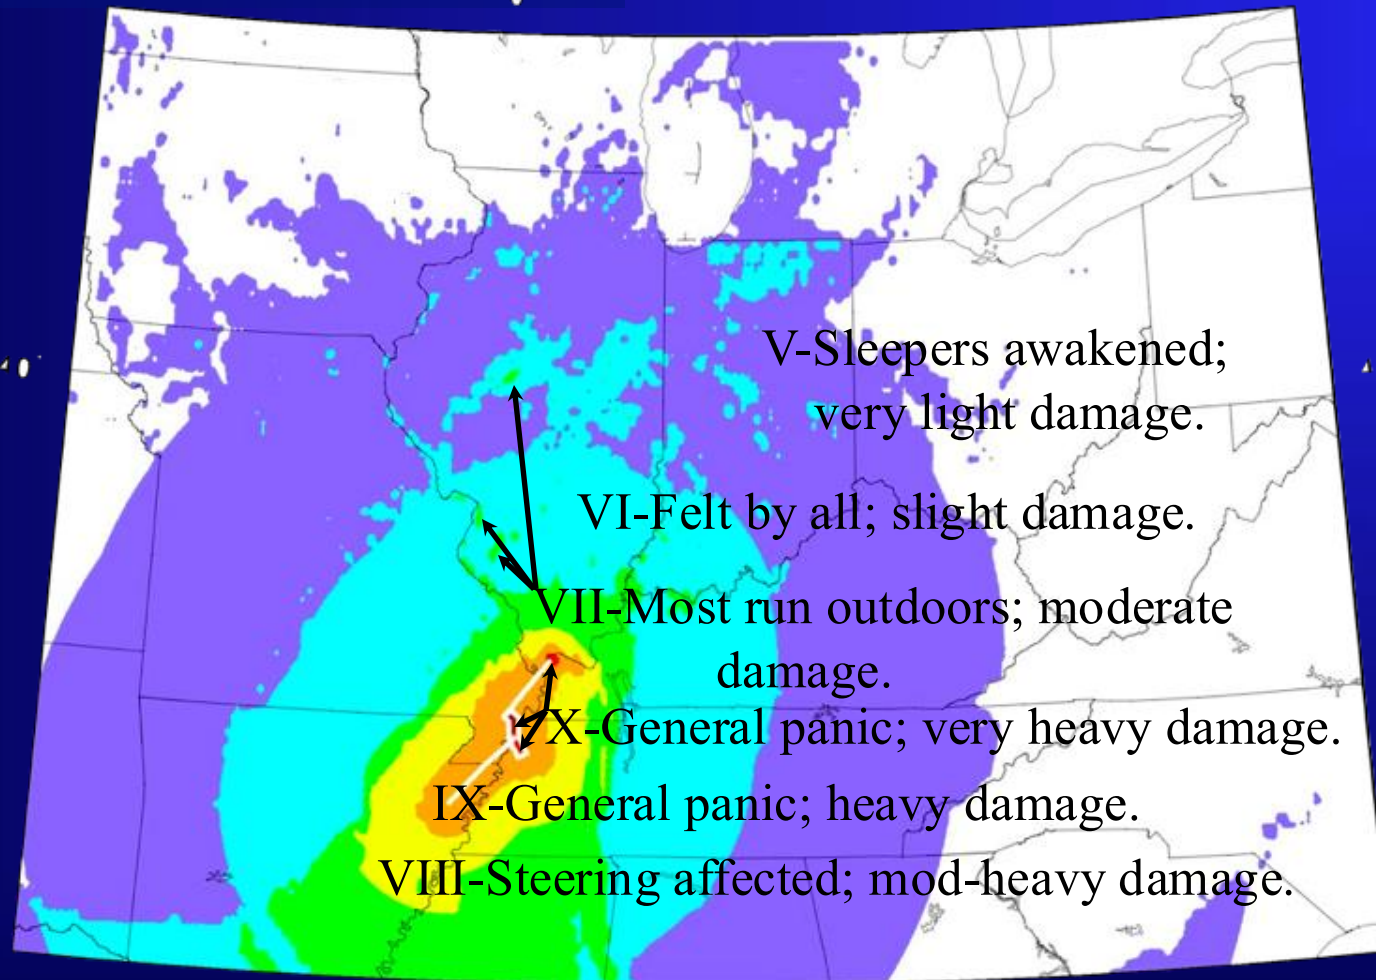 V-Sleepers awakened;
very light damage.
VI-Felt by all; slight damage.
VII-Most run outdoors; moderate
damage.
X-General panic; very heavy damage.
IX-General panic; heavy damage.
VIII-Steering affected; mod-heavy damage.